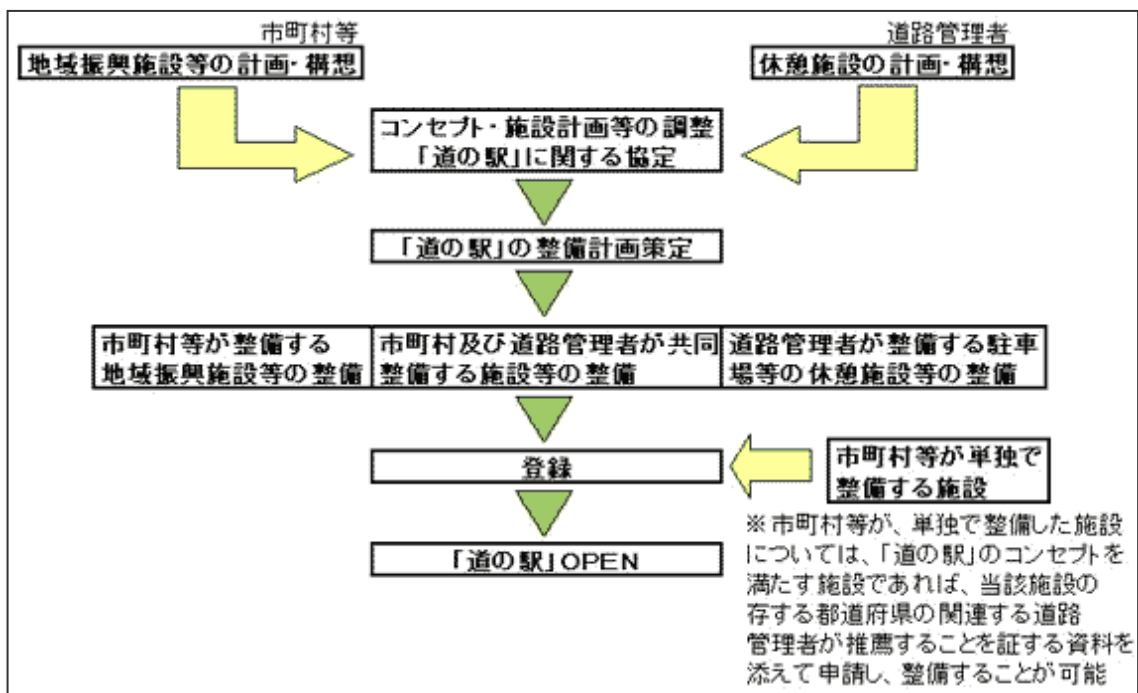 市町村等
地域振興施設等の計画・構想
道路管理者
休憩施設の計画・構想
コンセプト・施設計画等の調整
「道の駅」に関する協定
「道の駅」の整備計画策定
市町村等が整備する
地域振興施設等の整備
市町村及び道路管理者が共同
整備する施設等の整備
道路管理者が整備する駐車
場等の休憩施設等の整備
登録
市町村等が単独で
整備する施設
「道の駅」OPEN
※市町村等が、単独で整備した施設
については、「道の駅」のコンセプトを
満たす施設であれば、当該施設の
存する都道府県の関連する道路
管理者が推薦することを証する資料を
添えて申請し、整備することが可能